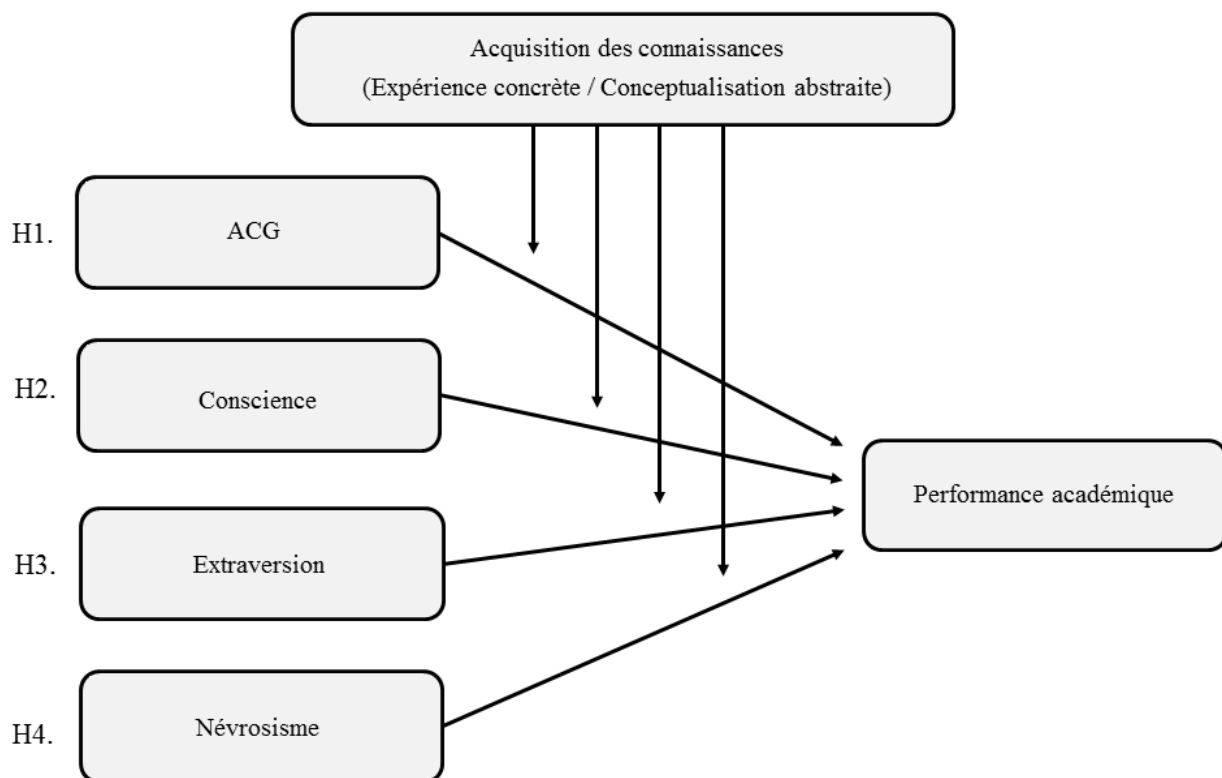 Acquisition des connaissances
(Expérience concrète / Conceptualisation abstraite)
H1.
ACG
H2.
Conscience
Performance académique
H3.
Extraversion
H4.
Névrosisme